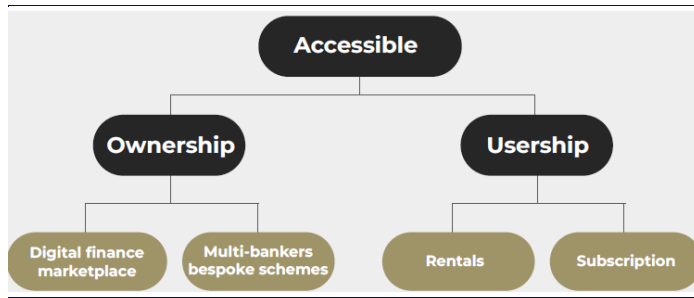 Accessible
Ownership
Usership
Digital finance
marketplace
Multi-bankers
bespoke schemes
Rentals
Subscription